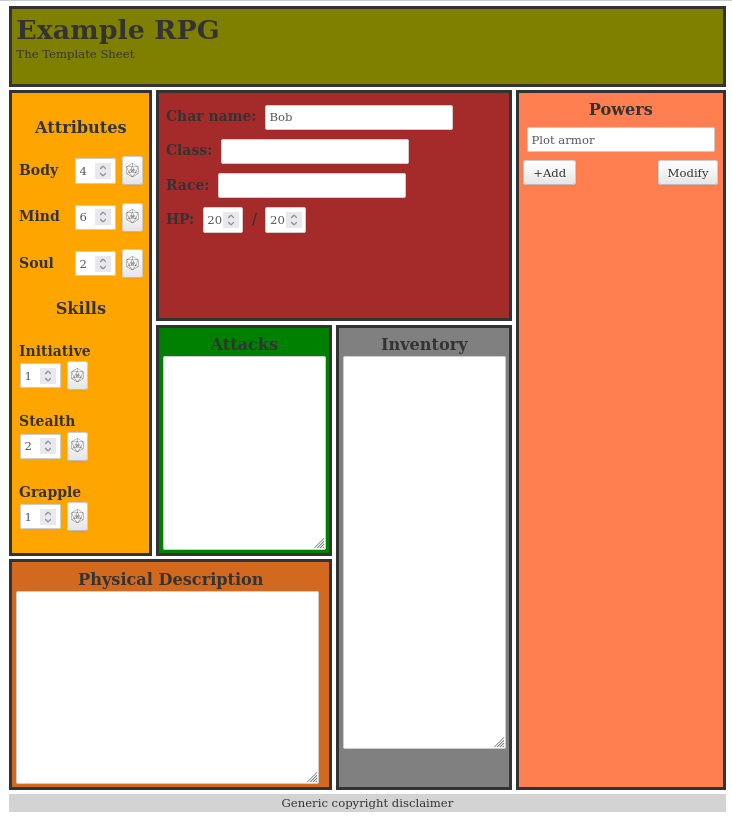 Example RPG
The Template Sheet
Attributes
Body 4
Mind 6
Soul 2
Skills
Initiative
1
Stealth
2
Grapple
1
Char name: Bob
Class:
Race:
HP: 20 / 20
Attacks
Inventory
Powers
Plot armor
+Add Modify
Physical Description
Generic copyright disclaimer